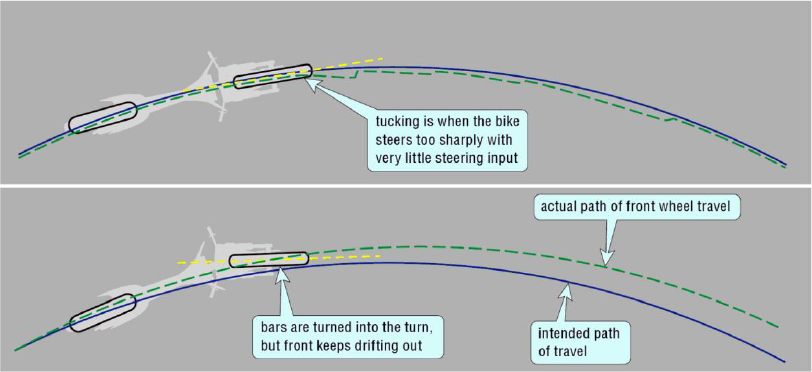 tucking is when the bike
steers too sharply with
very little steering input
actual path of front wheel travel
bars are turned into the turn,
but front keeps drifting out
intended path
of travel